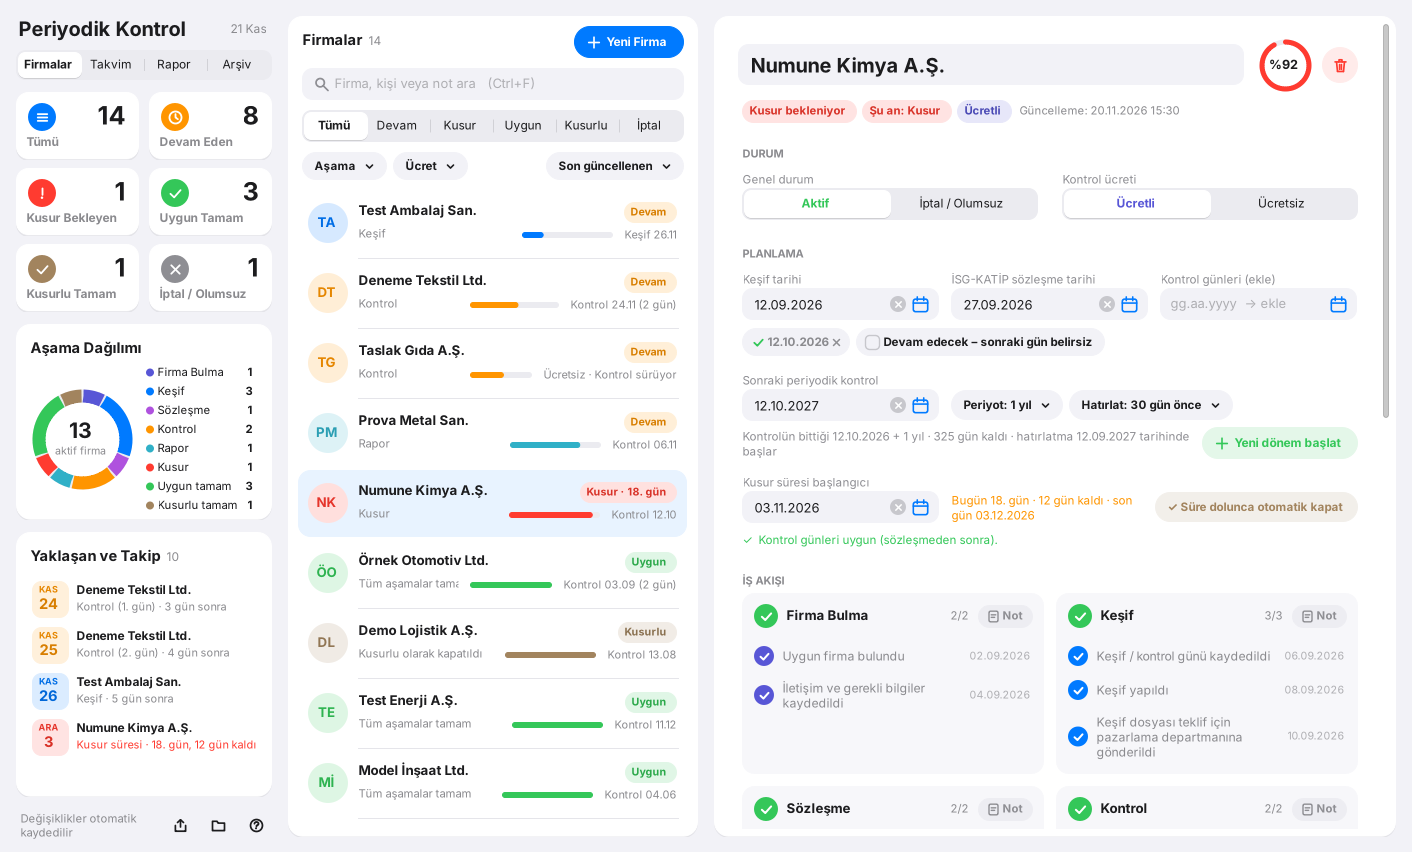 Periyodik Kontrol
21 Kas
Firmalar
Takvim
Rapor
Arşiv
14
Tümü
8
Devam Eden
1
Kusur Bekleyen
3
Uygun Tamam
1
Kusurlu Tamam
1
İptal / Olumsuz
Aşama Dağılımı
13
aktif firma
Firma Bulma 1
Keşif 3
Sözleşme 1
Kontrol 2
Rapor 1
Kusur 1
Uygun tamam 3
Kusurlu tamam 1
Yaklaşan ve Takip 10
KAS
24
Deneme Tekstil Ltd.
Kontrol (1. gün) · 3 gün sonra
KAS
25
Deneme Tekstil Ltd.
Kontrol (2. gün) · 4 gün sonra
KAS
26
Test Ambalaj San.
Keşif · 5 gün sonra
ARA
3
Numune Kimya A.Ş.
Kusur süresi · 18. gün, 12 gün kaldı
Değişiklikler otomatik
kaydedilir
Firmalar 14
+ Yeni Firma
Firma, kişi veya not ara (Ctrl+F)
Tümü
Devam
Kusur
Uygun
Kusurlu
İptal
Aşama
Ücret
Son güncellenen
TA
Test Ambalaj San.
Devam
Keşif
Keşif 26.11
DT
Deneme Tekstil Ltd.
Devam
Kontrol
Kontrol 24.11 (2 gün)
TG
Taslak Gıda A.Ş.
Devam
Kontrol
Ücretsiz · Kontrol sürüyor
PM
Prova Metal San.
Devam
Rapor
Kontrol 06.11
NK
Numune Kimya A.Ş.
Kusur · 18. gün
Kusur
Kontrol 12.10
ÖO
Örnek Otomotiv Ltd.
Uygun
Tüm aşamalar tama
Kontrol 03.09 (2 gün)
DL
Demo Lojistik A.Ş.
Kusurlu
Kusurlu olarak kapatıldı
Kontrol 13.08
TE
Test Enerji A.Ş.
Uygun
Tüm aşamalar tamam
Kontrol 11.12
Mİ
Model İnşaat Ltd.
Uygun
Tüm aşamalar tamam
Kontrol 04.06
Numune Kimya A.Ş.
%92
Kusur bekleniyor
Şu an: Kusur
Ücretli
Güncelleme: 20.11.2026 15:30
DURUM
Genel durum
Aktif
İptal / Olumsuz
Kontrol ücreti
Ücretli
Ücretsiz
PLANLAMA
Keşif tarihi
12.09.2026
İSG-KATİP sözleşme tarihi
27.09.2026
Kontrol günleri (ekle)
gg.aa.yyyy → ekle
✓ 12.10.2026 ✕
Devam edecek – sonraki gün belirsiz
Sonraki periyodik kontrol
12.10.2027
Periyot: 1 yıl
Hatırlat: 30 gün önce
Kontrolün bittiği 12.10.2026 + 1 yıl · 325 gün kaldı · hatırlatma 12.09.2027 tarihinde
başlar
+ Yeni dönem başlat
Kusur süresi başlangıcı
03.11.2026
Bugün 18. gün · 12 gün kaldı · son
gün 03.12.2026
✓ Süre dolunca otomatik kapat
✓ Kontrol günleri uygun (sözleşmeden sonra).
İŞ AKIŞI
Firma Bulma
2/2
Not
Uygun firma bulundu
02.09.2026
İletişim ve gerekli bilgiler
kaydedildi
04.09.2026
Keşif
3/3
Not
Keşif / kontrol günü kaydedildi
06.09.2026
Keşif yapıldı
08.09.2026
Keşif dosyası teklif için
pazarlama departmanına
gönderildi
10.09.2026
Sözleşme
2/2
Not
Kontrol
2/2
Not